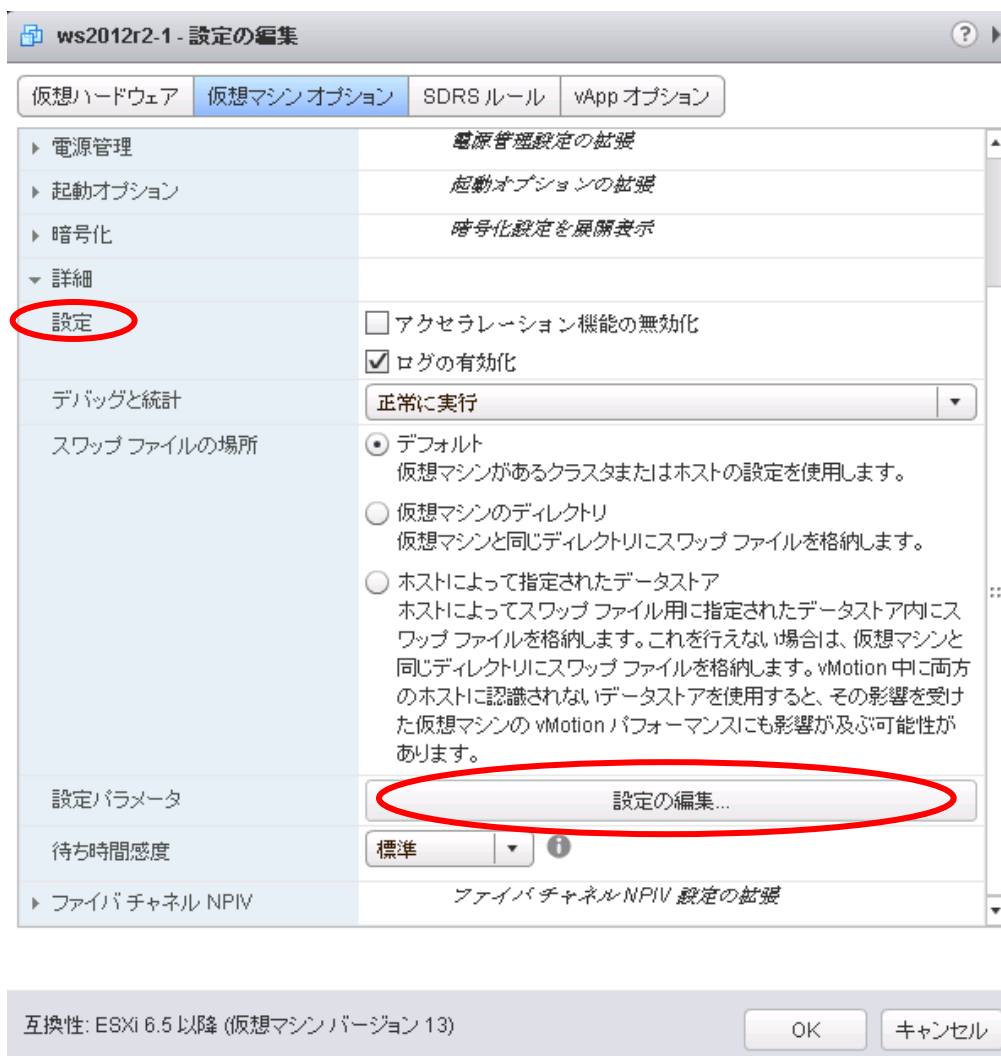 ws2012r2-1 - 設定の編集
仮想ハードウェア 仮想マシン オプション SDRS ルール vApp オプション
電源管理 電源管理設定の拡張
起動オプション 起動オプションの拡張
暗号化 暗号化設定を展開表示
詳細
設定 アクセラレーション機能の無効化
ログの有効化
デバッグと統計 正常に実行
スワップ ファイルの場所 デフォルト
仮想マシンがあるクラスタまたはホストの設定を使用します。
仮想マシンのディレクトリ
仮想マシンと同じディレクトリにスワップ ファイルを格納します。
ホストによって指定されたデータストア
ホストによってスワップ ファイル用に指定されたデータストア内にス
ワップ ファイルを格納します。これを行えない場合は、仮想マシンと
同じディレクトリにスワップ ファイルを格納します。vMotion 中に両方
のホストに認識されないデータストアを使用すると、その影響を受け
た仮想マシンの vMotion パフォーマンスにも影響が及ぶ可能性が
あります。
設定パラメータ 設定の編集...
待ち時間感度 標準
ファイバ チャネル NPIV ファイバ チャネル NPIV 設定の拡張
互換性: ESXi 6.5 以降 (仮想マシン バージョン 13) OK キャンセル